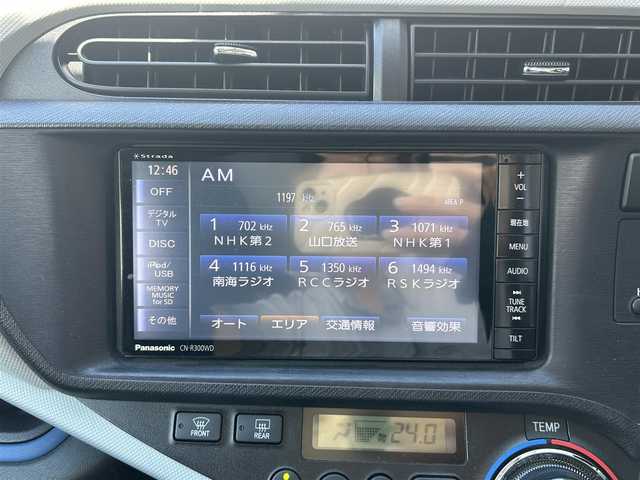 Strada
12:46
AM
1197 kHz
AREA P
OFF
デジタル
TV
DISC
iPod/
USB
MEMORY
MUSIC
for SD
その他
1 702 kHz
NHK第2
2 765 kHz
山口放送
3 1071 kHz
NHK第1
4 1116 kHz
南海ラジオ
5 1350 kHz
RCCラジオ
6 1494 kHz
RSKラジオ
オート
エリア
交通情報
音響効果
+
VOL
−
現在地
MENU
AUDIO
TUNE
TRACK
TILT
Panasonic CN-R300WD
FRONT
REAR
24.0
TEMP